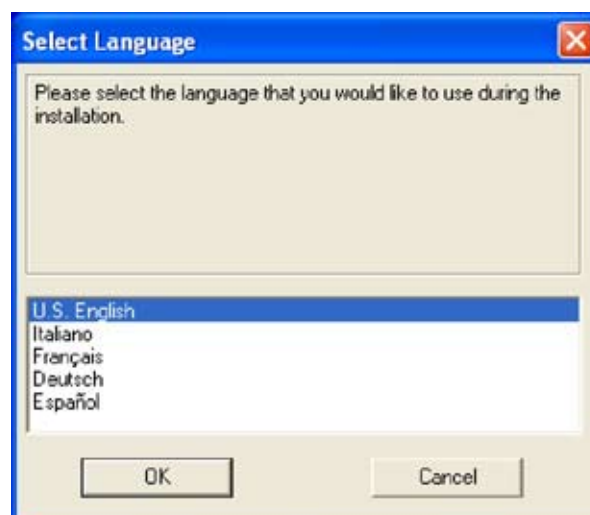 Select Language
Please select the language that you would like to use during the
installation.
U.S. English
Italiano
Français
Deutsch
Español
OK
Cancel